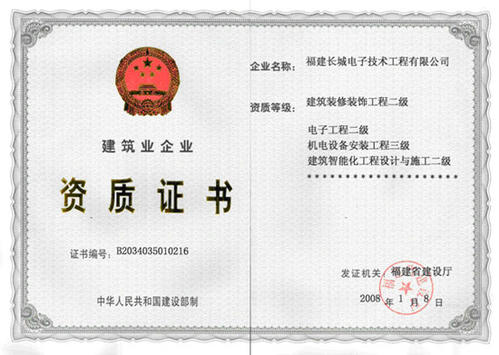 建筑业企业
资质证书
证书编号:B2034035010216
中华人民共和国建设部制
企业名称: 福建长城电子技术工程有限公司
资质等级: 建筑装修装饰工程二级
电子工程二级
机电设备安装工程三级
建筑智能化工程设计与施工二级
********************
发证机关: 福建省建设厅
2008年1月8日